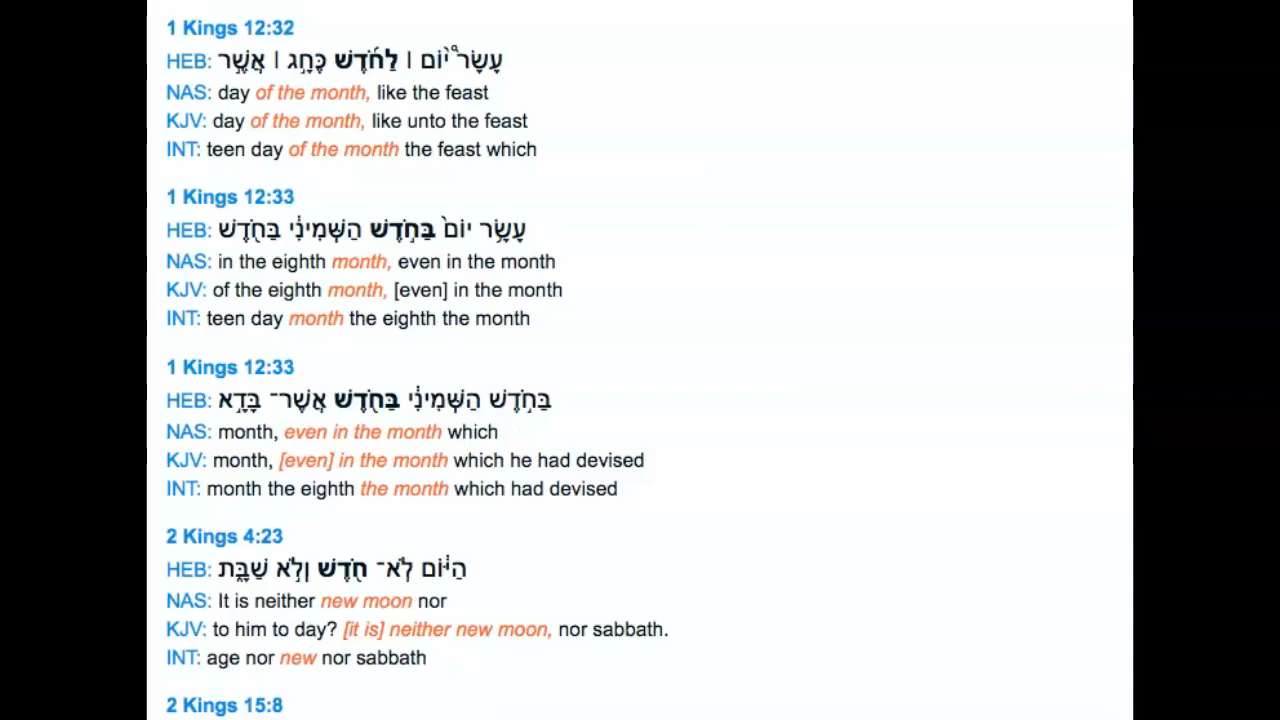 1 Kings 12:32
HEB: עָשָׂר֩ י֨וֹם ׀ לַחֹ֜דֶשׁ כֶּחָ֣ג ׀ אֲשֶׁ֣ר
NAS: day of the month, like the feast
KJV: day of the month, like unto the feast
INT: teen day of the month the feast which
1 Kings 12:33
HEB: עָשָׂ֥ר יוֹם֙ בַּחֹ֣דֶשׁ הַשְּׁמִינִ֔י בַּחֹ֖דֶשׁ
NAS: in the eighth month, even in the month
KJV: of the eighth month, [even] in the month
INT: teen day month the eighth the month
1 Kings 12:33
HEB: בַּחֹ֣דֶשׁ הַשְּׁמִינִ֔י בַּחֹ֖דֶשׁ אֲשֶׁר־ בָּדָ֣א
NAS: month, even in the month which
KJV: month, [even] in the month which he had devised
INT: month the eighth the month which had devised
2 Kings 4:23
HEB: הַיּ֔וֹם לֹֽא־ חֹ֖דֶשׁ וְלֹ֣א שַׁבָּ֑ת
NAS: It is neither new moon nor
KJV: to him to day? [it is] neither new moon, nor sabbath.
INT: age nor new nor sabbath
2 Kings 15:8